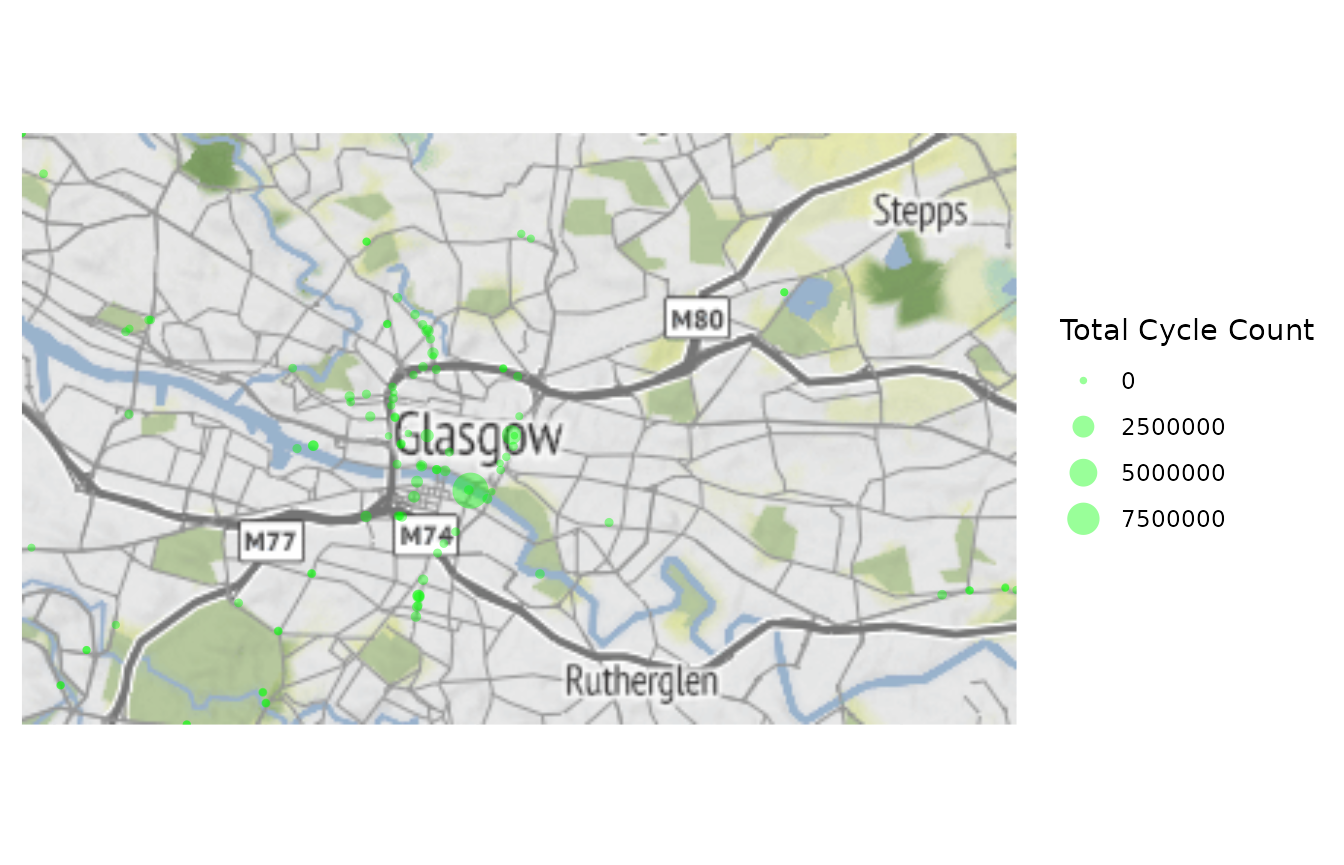 Stepps
M80
Total Cycle Count
0
2500000
Glasgow
5000000
7500000
M77
M74
Rutherglen